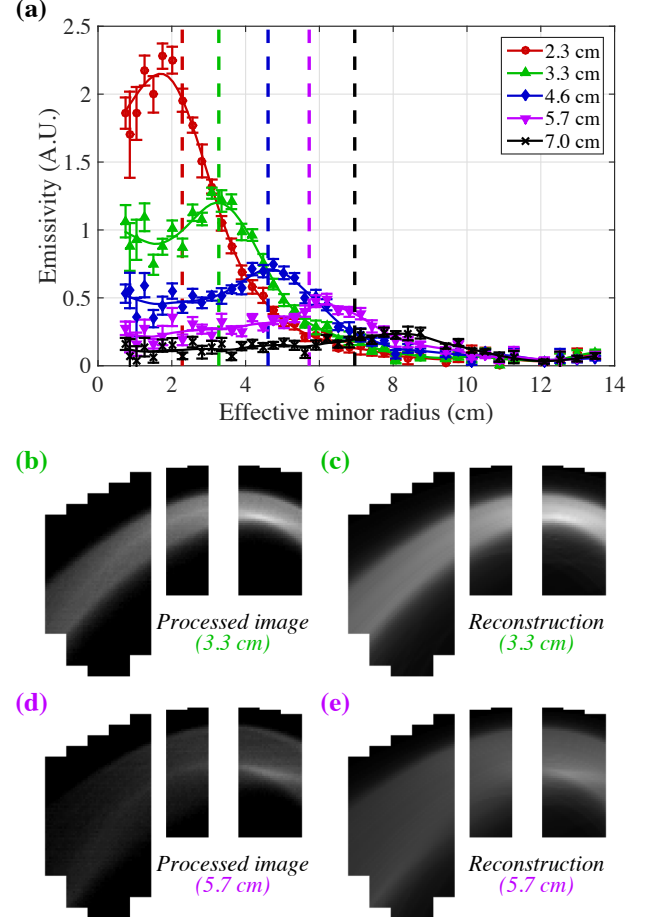 (a)
2.5
2
1.5
1
0.5
0
Emissivity (A.U.)
2.3 cm
3.3 cm
4.6 cm
5.7 cm
7.0 cm
0 2 4 6 8 10 12 14
Effective minor radius (cm)
(b)
(c)
Processed image
(3.3 cm)
Reconstruction
(3.3 cm)
(d)
(e)
Processed image
(5.7 cm)
Reconstruction
(5.7 cm)